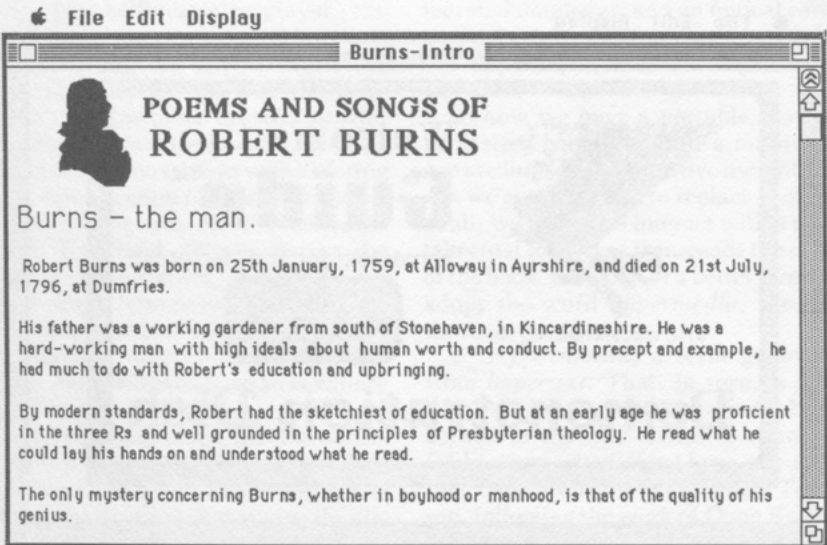 File Edit Display
Burns-Intro
POEMS AND SONGS OF
ROBERT BURNS
Burns - the man
Robert Burns was born on 25th January, 1759, at Alloway in Ayrshire, and died on 21st July,
1796, at Dumfries.
His father was a working gardener from south of Stonehaven, in Kincardineshire. He was a
hard-working man with high ideals about human worth and conduct. By precept and example, he
had much to do with Robert's education and upbringing.
By modern standards, Robert had the sketchiest of education. But at an early age he was proficient
in the three Rs and well grounded in the principles of Presbyterian theology. He read what he
could lay his hands on and understood what he read.
The only mystery concerning Burns, whether in boyhood or manhood, is that of the quality of his
genius.